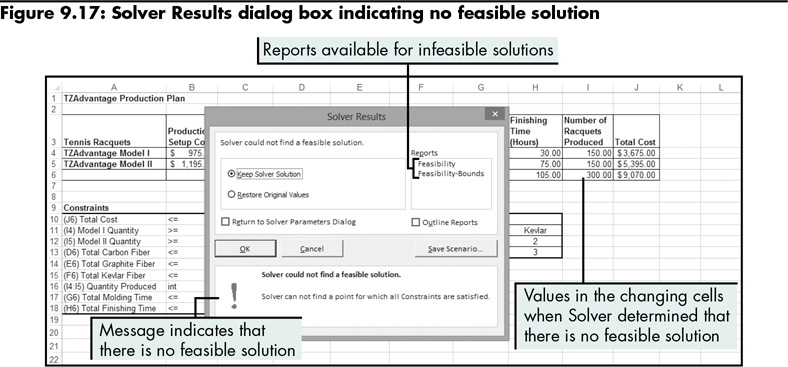 Figure 9.17: Solver Results dialog box indicating no feasible solution
Reports available for infeasible solutions
A B C D E F G H I J K L
1 TZAdvantage Production Plan
2
3 Tennis Racquets
Productio
Setup Co
Finishing
Time
(Hours)
Number of
Racquets
Produced
Total Cost
4 TZAdvantage Model I $ 975. 30.00 150.00 $3,675.00
5 TZAdvantage Model II $ 1,195. 75.00 150.00 $5,395.00
6 105.00 300.00 $9,070.00
7
8
9 Constraints
10 (J6) Total Cost <=
11 (I4) Model I Quantity >= Kevlar
12 (I5) Model II Quantity >= 2
13 (D6) Total Carbon Fiber <= 3
14 (E6) Total Graphite Fiber <=
15 (F6) Total Kevlar Fiber <=
16 (I4:I5) Quantity Produced int
17 (G6) Total Molding Time <=
18 (H6) Total Finishing Time <=
19
20
21
22
Solver Results
×
Solver could not find a feasible solution.
Reports
Feasibility
Feasibility-Bounds
Keep Solver Solution
Restore Original Values
Return to Solver Parameters Dialog
Outline Reports
OK
Cancel
Save Scenario...
Solver could not find a feasible solution.
!
Solver can not find a point for which all Constraints are satisfied.
Message indicates that
there is no feasible solution
Values in the changing cells
when Solver determined that
there is no feasible solution